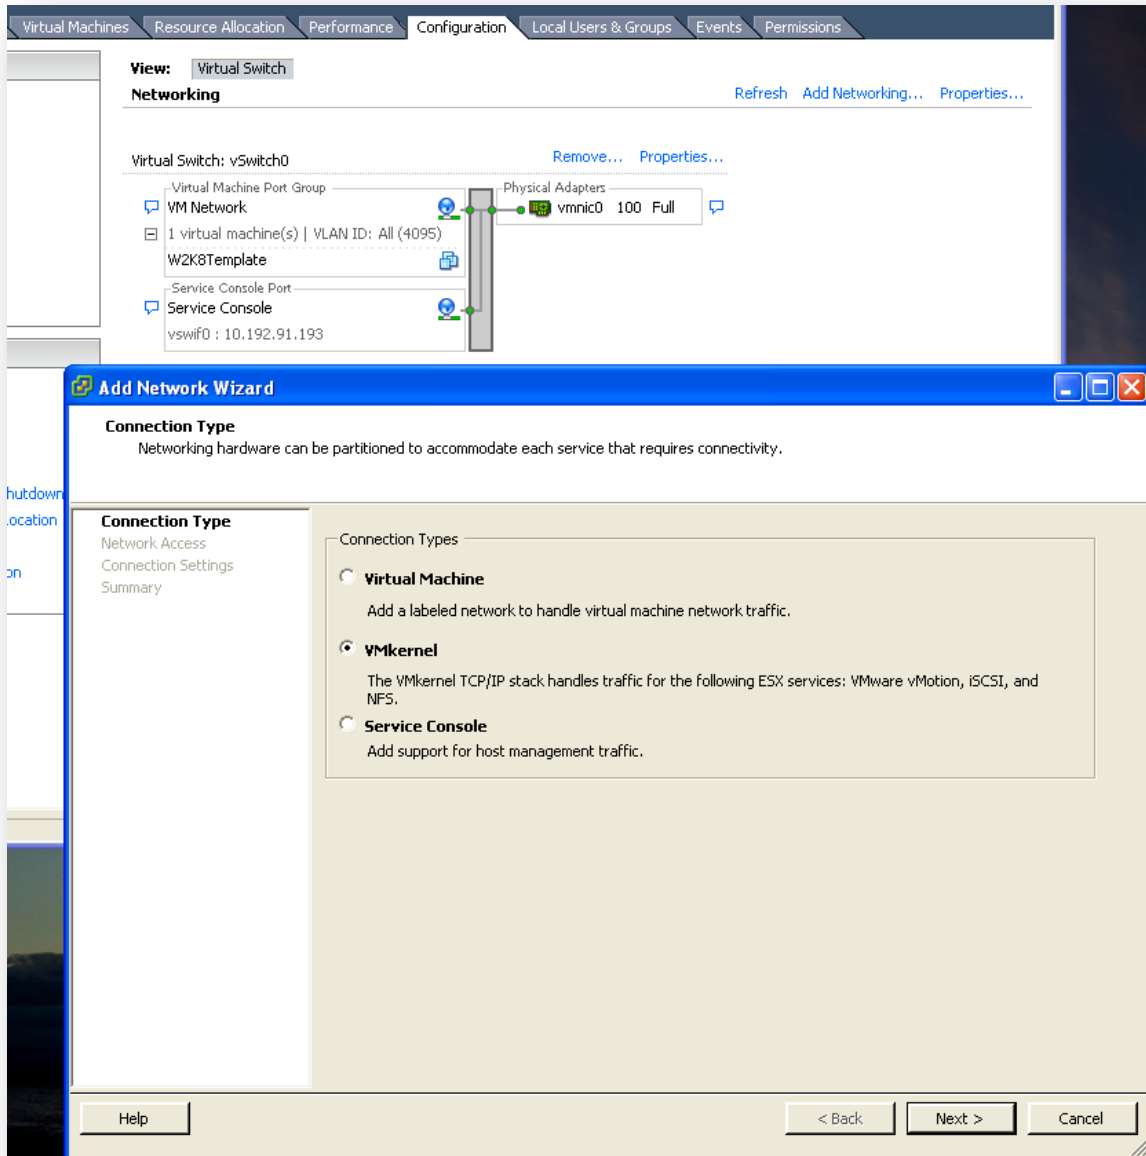 Virtual Machines Resource Allocation Performance Configuration Local Users & Groups Events Permissions
View: Virtual Switch
Networking Refresh Add Networking... Properties...
Virtual Switch: vSwitch0 Remove... Properties...
Virtual Machine Port Group Physical Adapters
VM Network vmnic0 100 Full
1 virtual machine(s) | VLAN ID: All (4095)
W2K8Template
Service Console Port
Service Console
vswif0 : 10.192.91.193
Add Network Wizard
Connection Type
Networking hardware can be partitioned to accommodate each service that requires connectivity.
hutdown
ocation
on
Connection Type
Network Access
Connection Settings
Summary
Connection Types
Virtual Machine
Add a labeled network to handle virtual machine network traffic.
VMkernel
The VMkernel TCP/IP stack handles traffic for the following ESX services: VMware vMotion, iSCSI, and
NFS.
Service Console
Add support for host management traffic.
Help < Back Next > Cancel